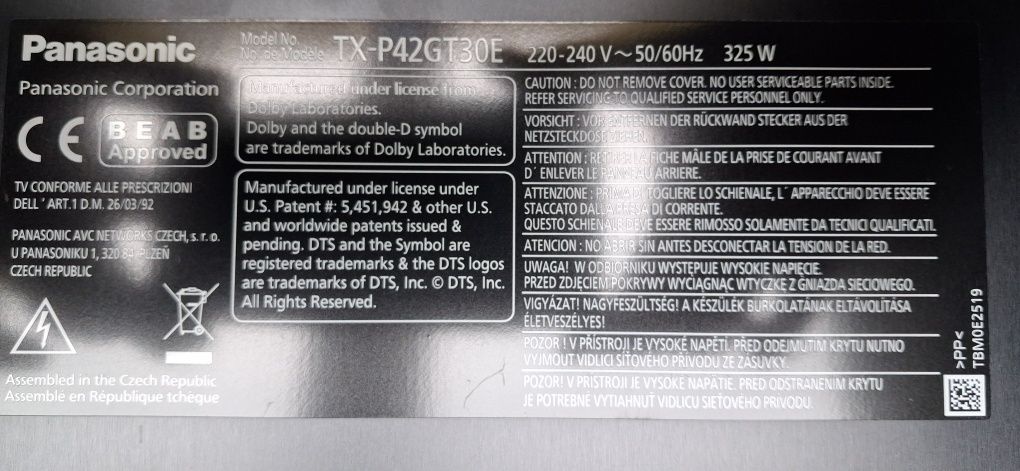 Panasonic
Model No.
No. de Modèle
TX-P42GT30E
220-240 V ~ 50/60Hz 325 W
Panasonic Corporation
CE
BEAB
Approved
TV CONFORME ALLE PRESCRIZIONI
DELL ' ART.1 D.M. 26/03/92
PANASONIC AVC NETWORKS CZECH, s. r. o.
U PANASONIKU 1, 320 84 PLZEŇ
CZECH REPUBLIC
Assembled in the Czech Republic
Assemblé en République tchèque
Manufactured under license from
Dolby Laboratories.
Dolby and the double-D symbol
are trademarks of Dolby Laboratories.
Manufactured under license under
U.S. Patent #: 5,451,942 & other U.S.
and worldwide patents issued &
pending. DTS and the Symbol are
registered trademarks & the DTS logos
are trademarks of DTS, Inc. © DTS, Inc.
All Rights Reserved.
CAUTION : DO NOT REMOVE COVER. NO USER SERVICEABLE PARTS INSIDE.
REFER SERVICING TO QUALIFIED SERVICE PERSONNEL ONLY.
VORSICHT : VOR ENTFERNEN DER RÜCKWAND STECKER AUS DER
NETZSTECKDOSE ZIEHEN.
ATTENTION : RETIRER LA FICHE MÂLE DE LA PRISE DE COURANT AVANT
D' ENLEVER LE PANNEAU ARRIERE.
ATTENZIONE : PRIMA DI TOGLIERE LO SCHIENALE, L' APPARECCHIO DEVE ESSERE
STACCATO DALLA PRESA DI CORRENTE.
QUESTO SCHIENALE DEVE ESSERE RIMOSSO SOLAMENTE DA TECNICI QUALIFICATI.
ATENCION : NO ABRIR SIN ANTES DESCONECTAR LA TENSION DE LA RED.
UWAGA! W ODBIORNIKU WYSTĘPUJE WYSOKIE NAPIĘCIE.
PRZED ZDJĘCIEM POKRYWY WYCIĄGNĄĆ WTYCZKĘ Z GNIAZDA SIECIOWEGO.
VIGYÁZAT! NAGYFESZÜLTSÉG! A KÉSZÜLÉK BURKOLATÁNAK ELTÁVOLÍTÁSA
ÉLETVESZÉLYES!
POZOR ! V PŘÍSTROJI JE VYSOKÉ NAPĚTÍ. PŘED ODEJMUTÍM KRYTU NUTNO
VYJMOUT VIDLICI SÍŤOVÉHO PŘÍVODU ZE ZÁSUVKY.
POZOR! V PRÍSTROJI JE VYSOKE NAPÄTIE. PRED ODSTRANENIM KRYTU
JE POTREBNÉ VYTIAHNUŤ VIDLICU SIEŤOVÉHO PRÍVODU.
>PP<
TBM0E2519